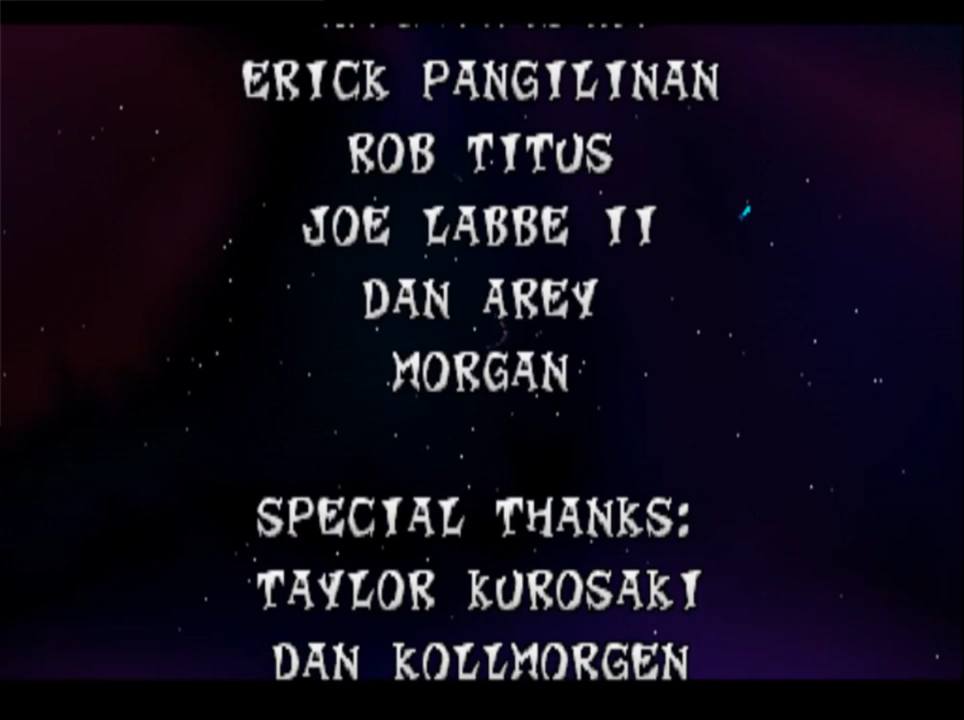 ERICK PANGILINAN
ROB TITUS
JOE LABBE II
DAN AREY
MORGAN
SPECIAL THANKS:
TAYLOR KUROSAKI
DAN KOLLMORGEN